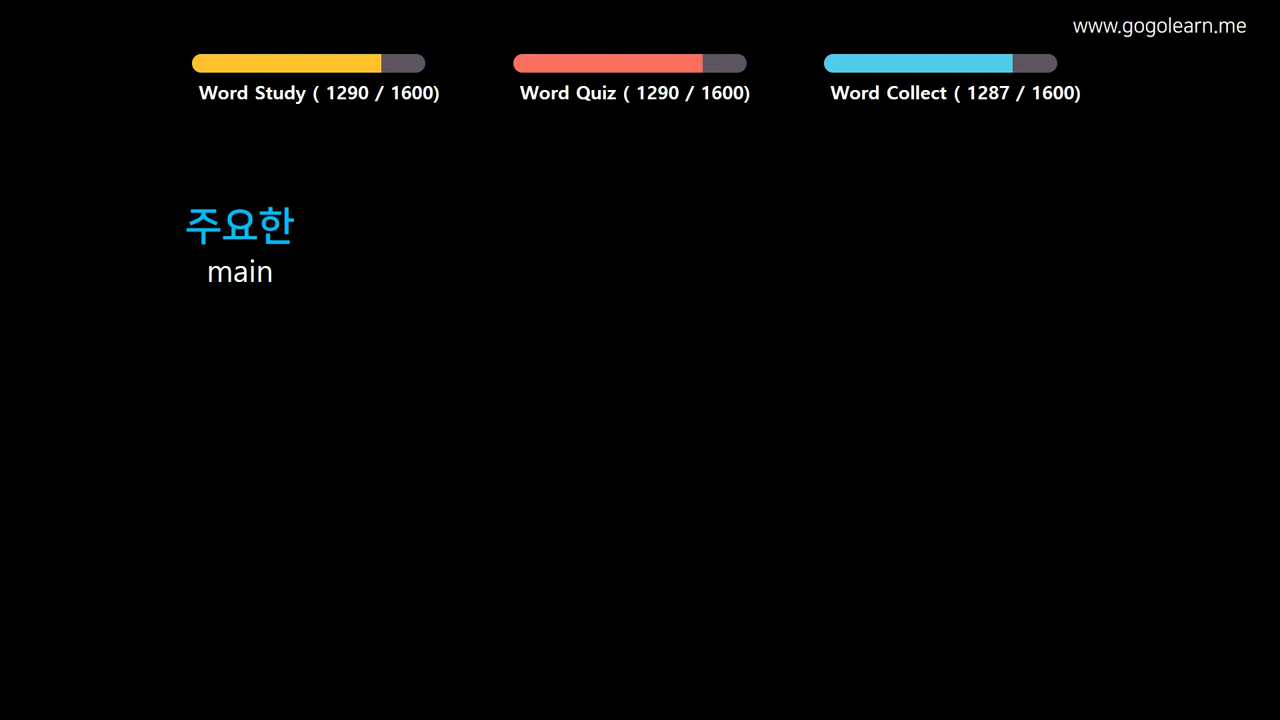 www.gogolearn.me
Word Study ( 1290 / 1600)
Word Quiz ( 1290 / 1600)
Word Collect ( 1287 / 1600)
주요한
main